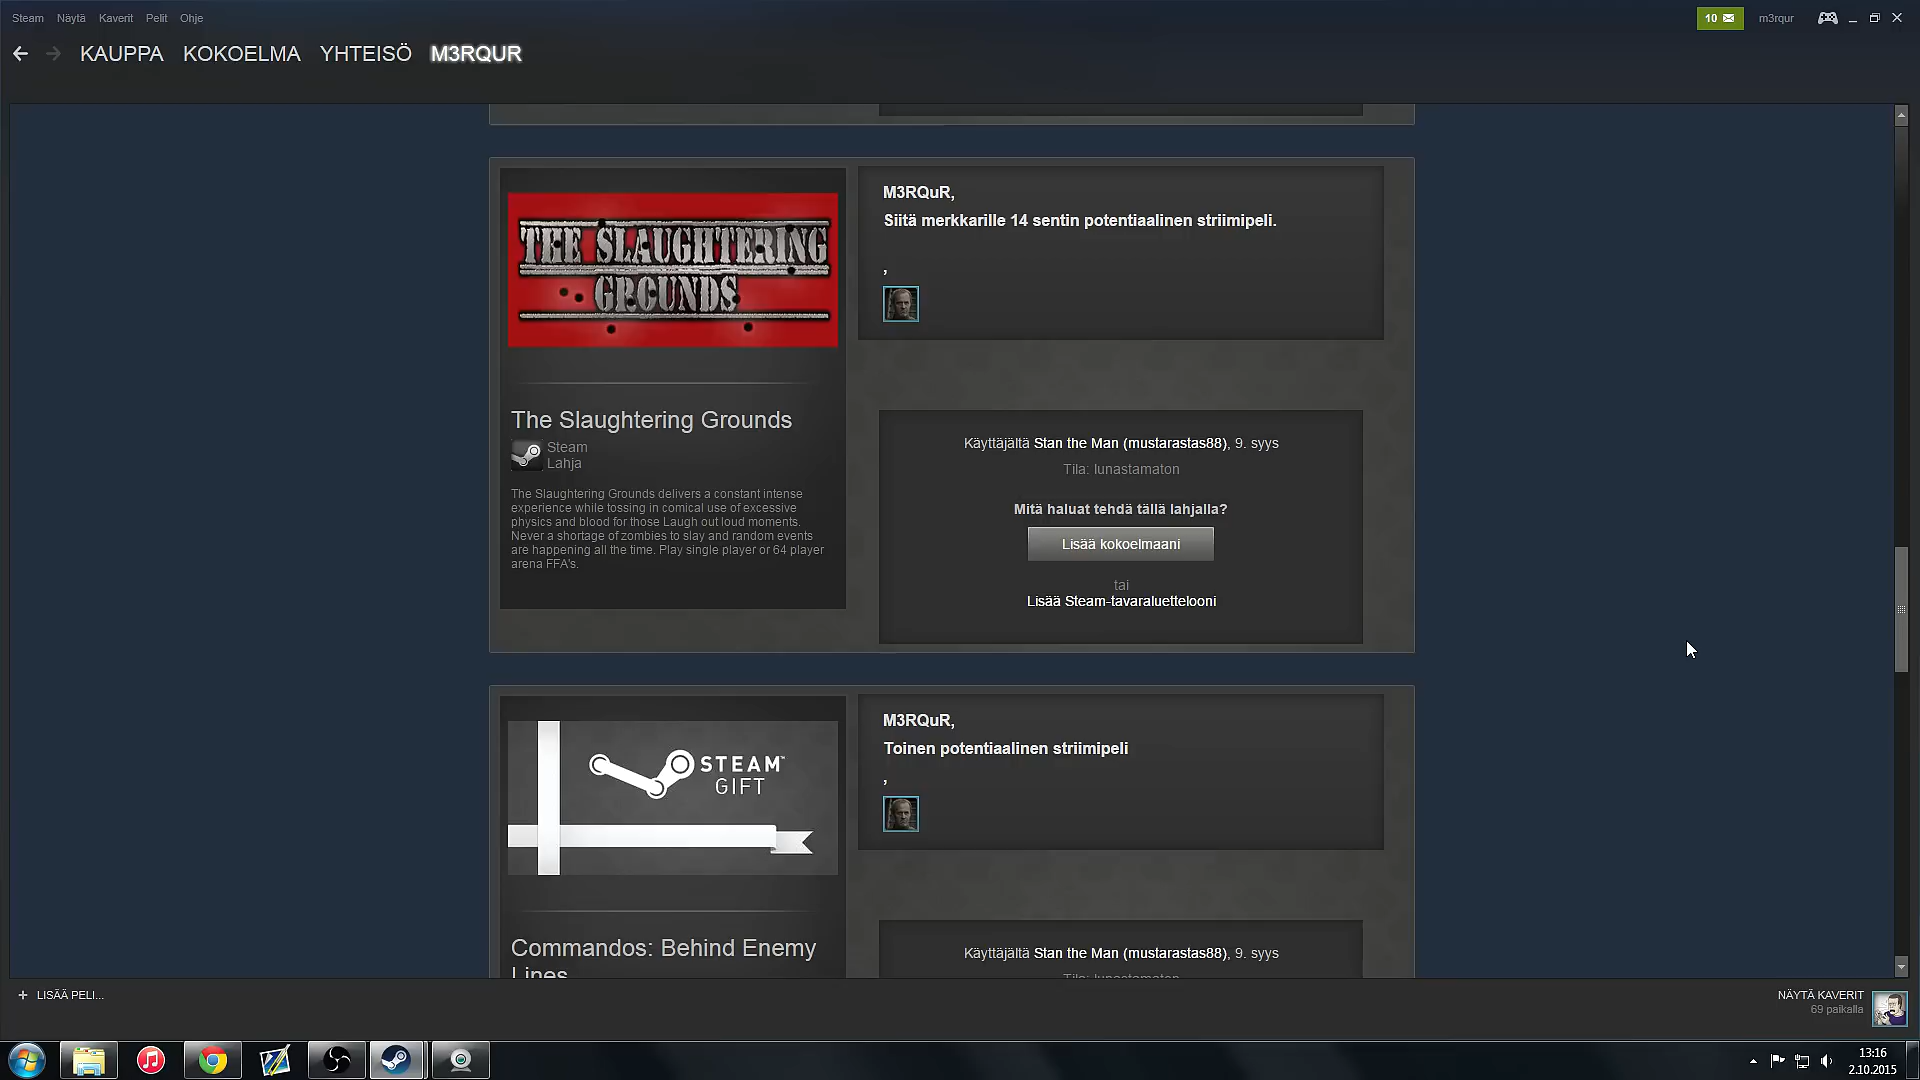 Steam Näytä Kaverit Pelit Ohje
10
m3rqur
KAUPPA KOKOELMA YHTEISÖ M3RQUR
THE SLAUGHTERING
GROUNDS
The Slaughtering Grounds
Steam
Lahja
The Slaughtering Grounds delivers a constant intense
experience while tossing in comical use of excessive
physics and blood for those Laugh out loud moments.
Never a shortage of zombies to slay and random events
are happening all the time. Play single player or 64 player
arena FFA's.
M3RQuR,
Siitä merkkarille 14 sentin potentiaalinen striimipeli.
,
Käyttäjältä Stan the Man (mustarastas88), 9. syys
Tila: lunastamaton
Mitä haluat tehdä tällä lahjalla?
Lisää kokoelmaani
tai
Lisää Steam-tavaraluettelooni
STEAM™
GIFT
Commandos: Behind Enemy
Lines
M3RQuR,
Toinen potentiaalinen striimipeli
,
Käyttäjältä Stan the Man (mustarastas88), 9. syys
Tila: lunastamaton
+ LISÄÄ PELI...
NÄYTÄ KAVERIT
69 paikalla
13:16
2.10.2015